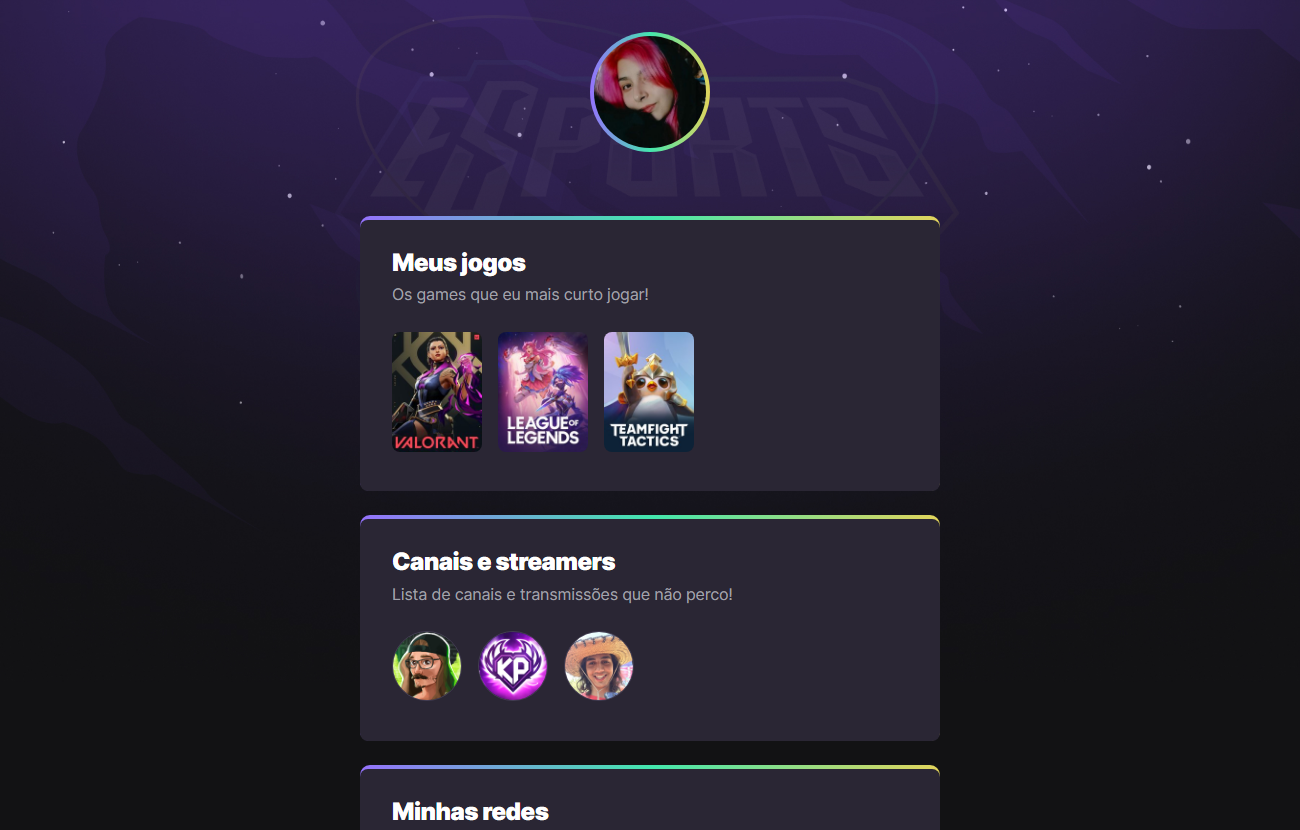 ESPORTS
Meus jogos
Os games que eu mais curto jogar!
VALORANT
LEAGUE OF
LEGENDS
TEAMFIGHT
TACTICS
Canais e streamers
Lista de canais e transmissões que não perco!
KP
Minhas redes